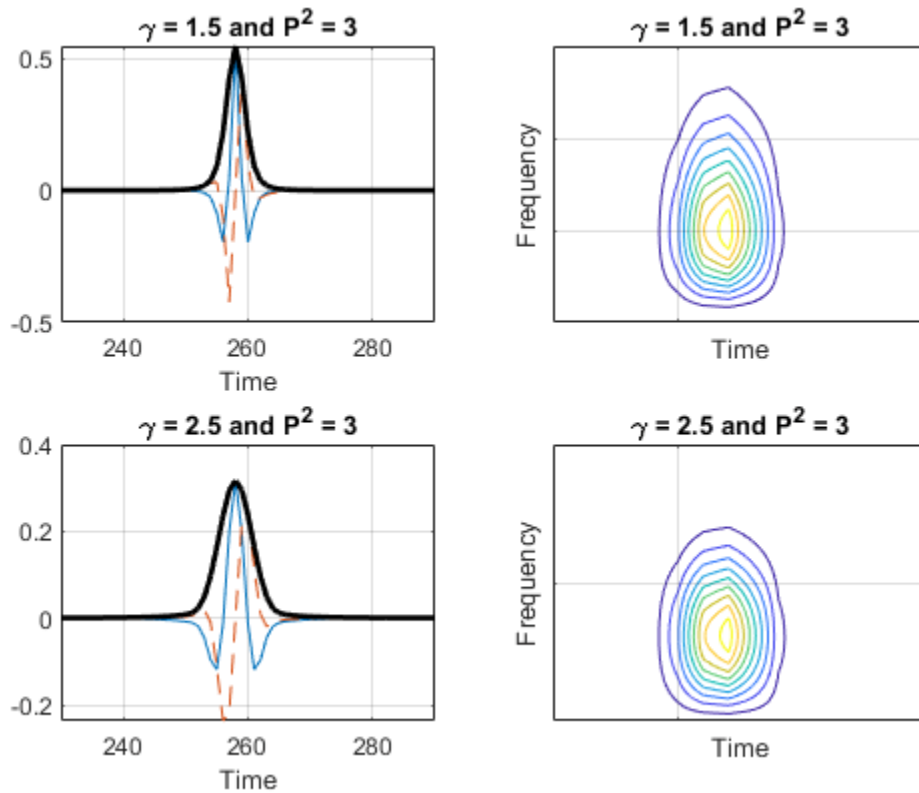 γ = 1.5 and P² = 3
0.5
0
-0.5
240 260 280
Time
γ = 1.5 and P² = 3
Frequency
Time
γ = 2.5 and P² = 3
0.4
0.2
0
-0.2
240 260 280
Time
γ = 2.5 and P² = 3
Frequency
Time